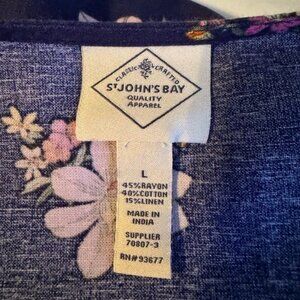 CLASSIC CRAFTED
ST JOHN'S BAY
QUALITY
APPAREL
L
45%RAYON
40%COTTON
15%LINEN
MADE IN
INDIA
SUPPLIER
70807-3
RN#93677